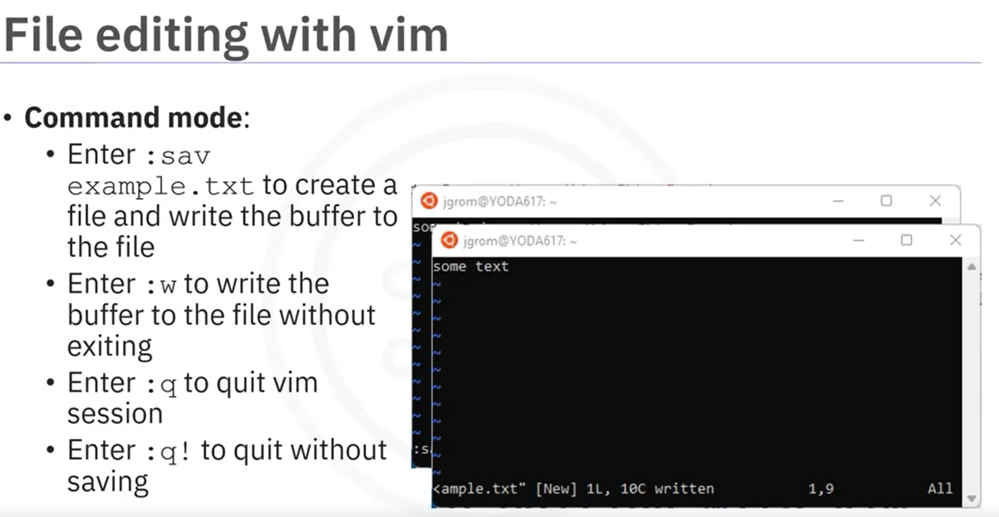 File editing with vim
• Command mode:
• Enter :sav
example.txt to create a
file and write the buffer to
the file
• Enter :w to write the
buffer to the file without
exiting
• Enter :q to quit vim
session
• Enter :q! to quit without
saving
jgrom@YODA617: ~
jgrom@YODA617: ~
some text
~
~
~
~
~
~
~
~
~
~
~
~
<ample.txt" [New] 1L, 10C written 1,9 All